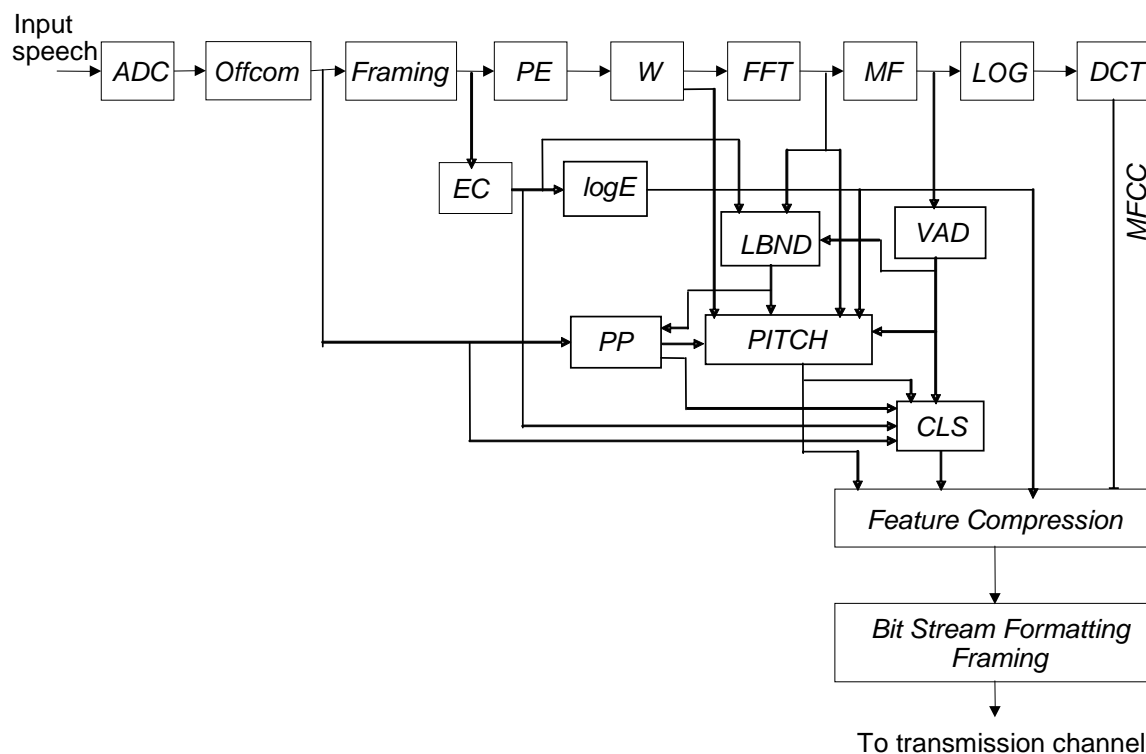 Input
speech
ADC
Offcom
Framing
PE
W
FFT
MF
LOG
DCT
EC
logE
LBND
VAD
MFCC
PP
PITCH
CLS
Feature Compression
Bit Stream Formatting
Framing
To transmission channel